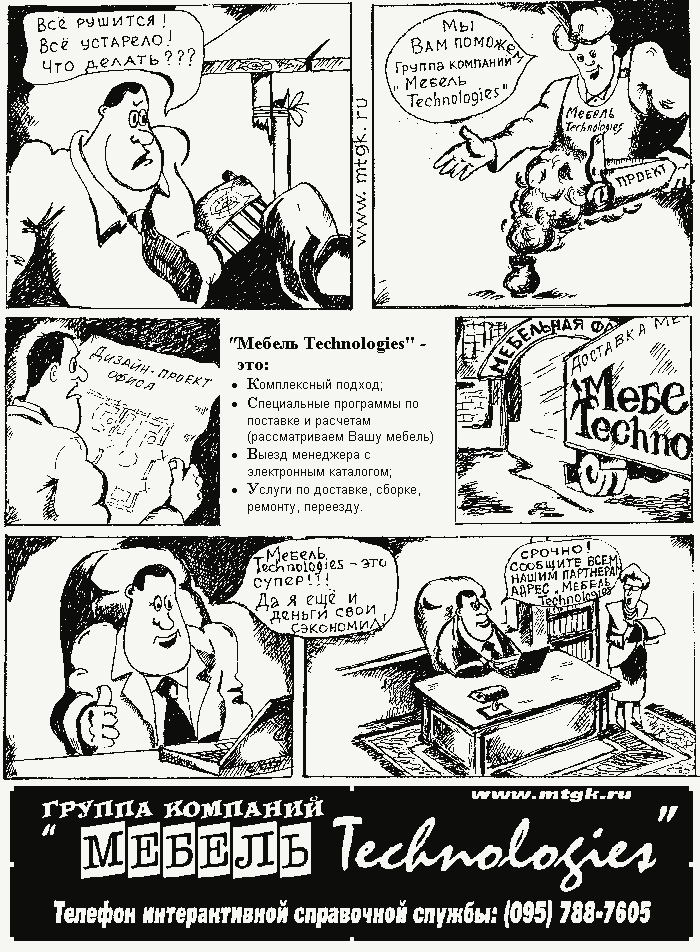 Всё рушится!
Всё устарело!
Что делать???
www.mtgk.ru
Мы
Вам поможем
Группа компаний
"Мебель
Technologies"
Мебель
Technologies
ПРОЕКТ
Дизайн-проект
офиса
"Мебель Technologies" -
это:
• Комплексный подход;
• Специальные программы по
поставке и расчетам
(рассматриваем Вашу мебель)
• Выезд менеджера с
электронным каталогом;
• Услуги по доставке, сборке,
ремонту, переезду.
МЕБЕЛЬНАЯ ФА
ДОСТАВКА МЕ
Мебе
Techno
Мебель
Technologies - это
супер!!!
Да я ещё и
деньги свои
сэкономил!
СРОЧНО!
СООБЩИТЕ ВСЕМ
НАШИМ ПАРТНЕРАМ
АДРЕС "МЕБЕЛЬ
Technologies"
www.mtgk.ru
ГРУППА КОМПАНИЙ
"МЕБЕЛЬ Technologies"
Телефон интерактивной справочной службы: (095) 788-7605